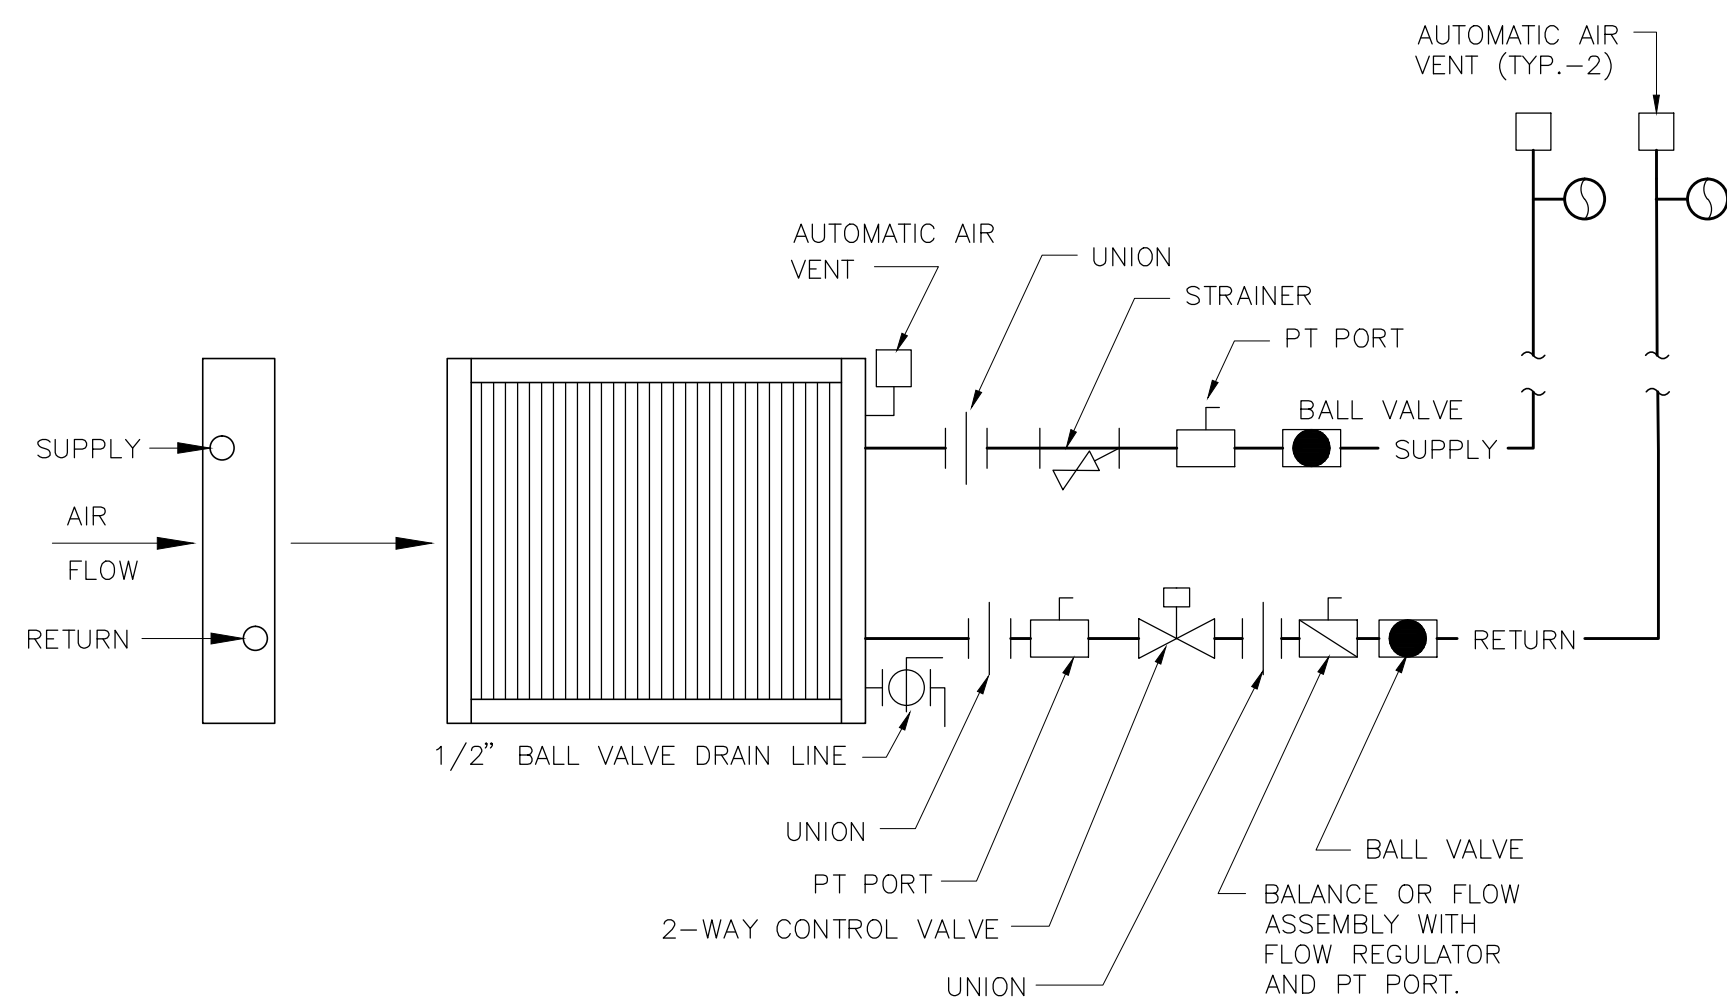 AUTOMATIC AIR
VENT (TYP.-2)
AUTOMATIC AIR
VENT
UNION
STRAINER
PT PORT
BALL VALVE
SUPPLY
SUPPLY
AIR
FLOW
RETURN
RETURN
1/2" BALL VALVE DRAIN LINE
UNION
PT PORT
2-WAY CONTROL VALVE
UNION
BALL VALVE
BALANCE OR FLOW
ASSEMBLY WITH
FLOW REGULATOR
AND PT PORT.